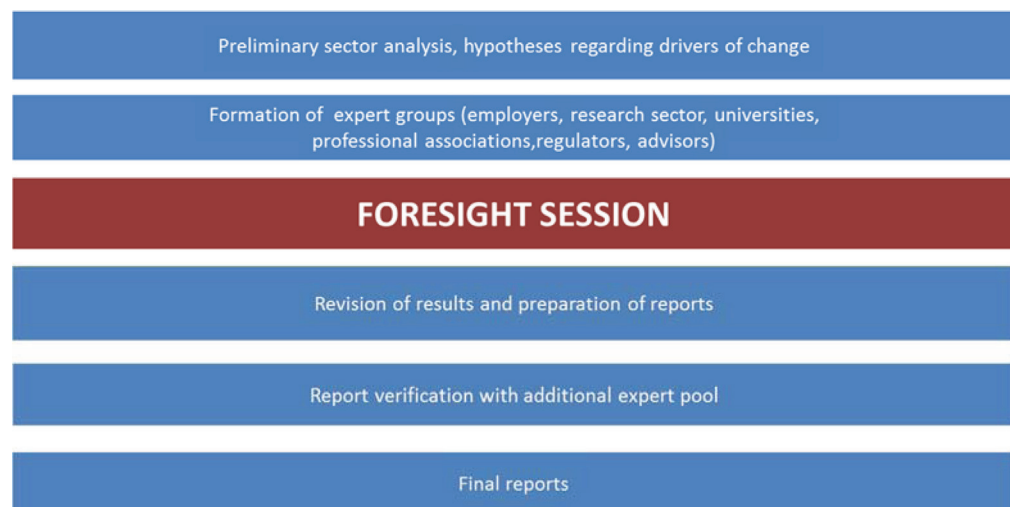 Preliminary sector analysis, hypotheses regarding drivers of change
Formation of expert groups (employers, research sector, universities,
professional associations,regulators, advisors)
FORESIGHT SESSION
Revision of results and preparation of reports
Report verification with additional expert pool
Final reports